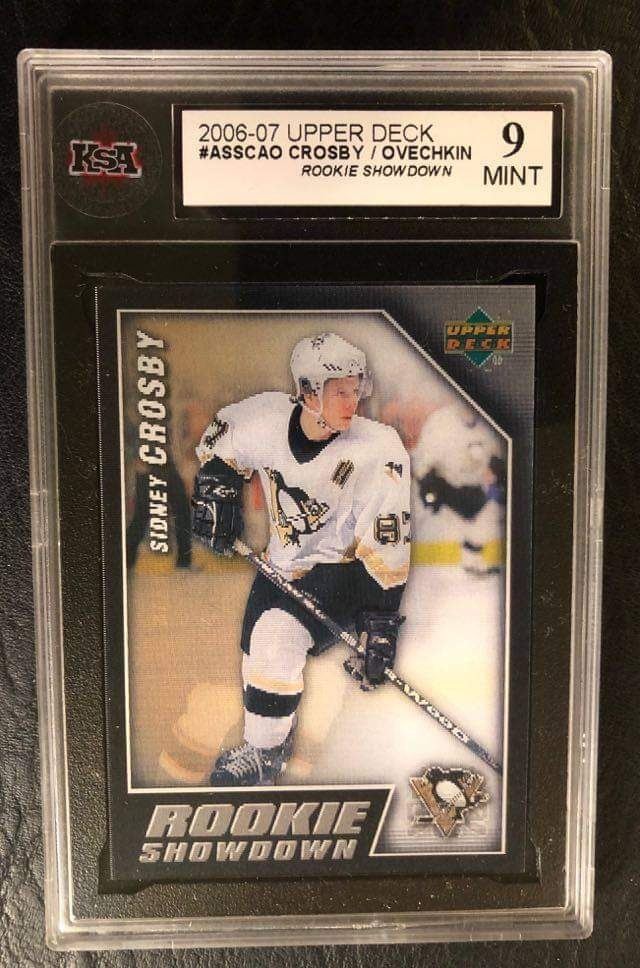 KSA
2006-07 UPPER DECK
#ASSCAO CROSBY / OVECHKIN
ROOKIE SHOWDOWN
9
MINT
UPPER
DECK
SIDNEY CROSBY
ROOKIE
SHOWDOWN